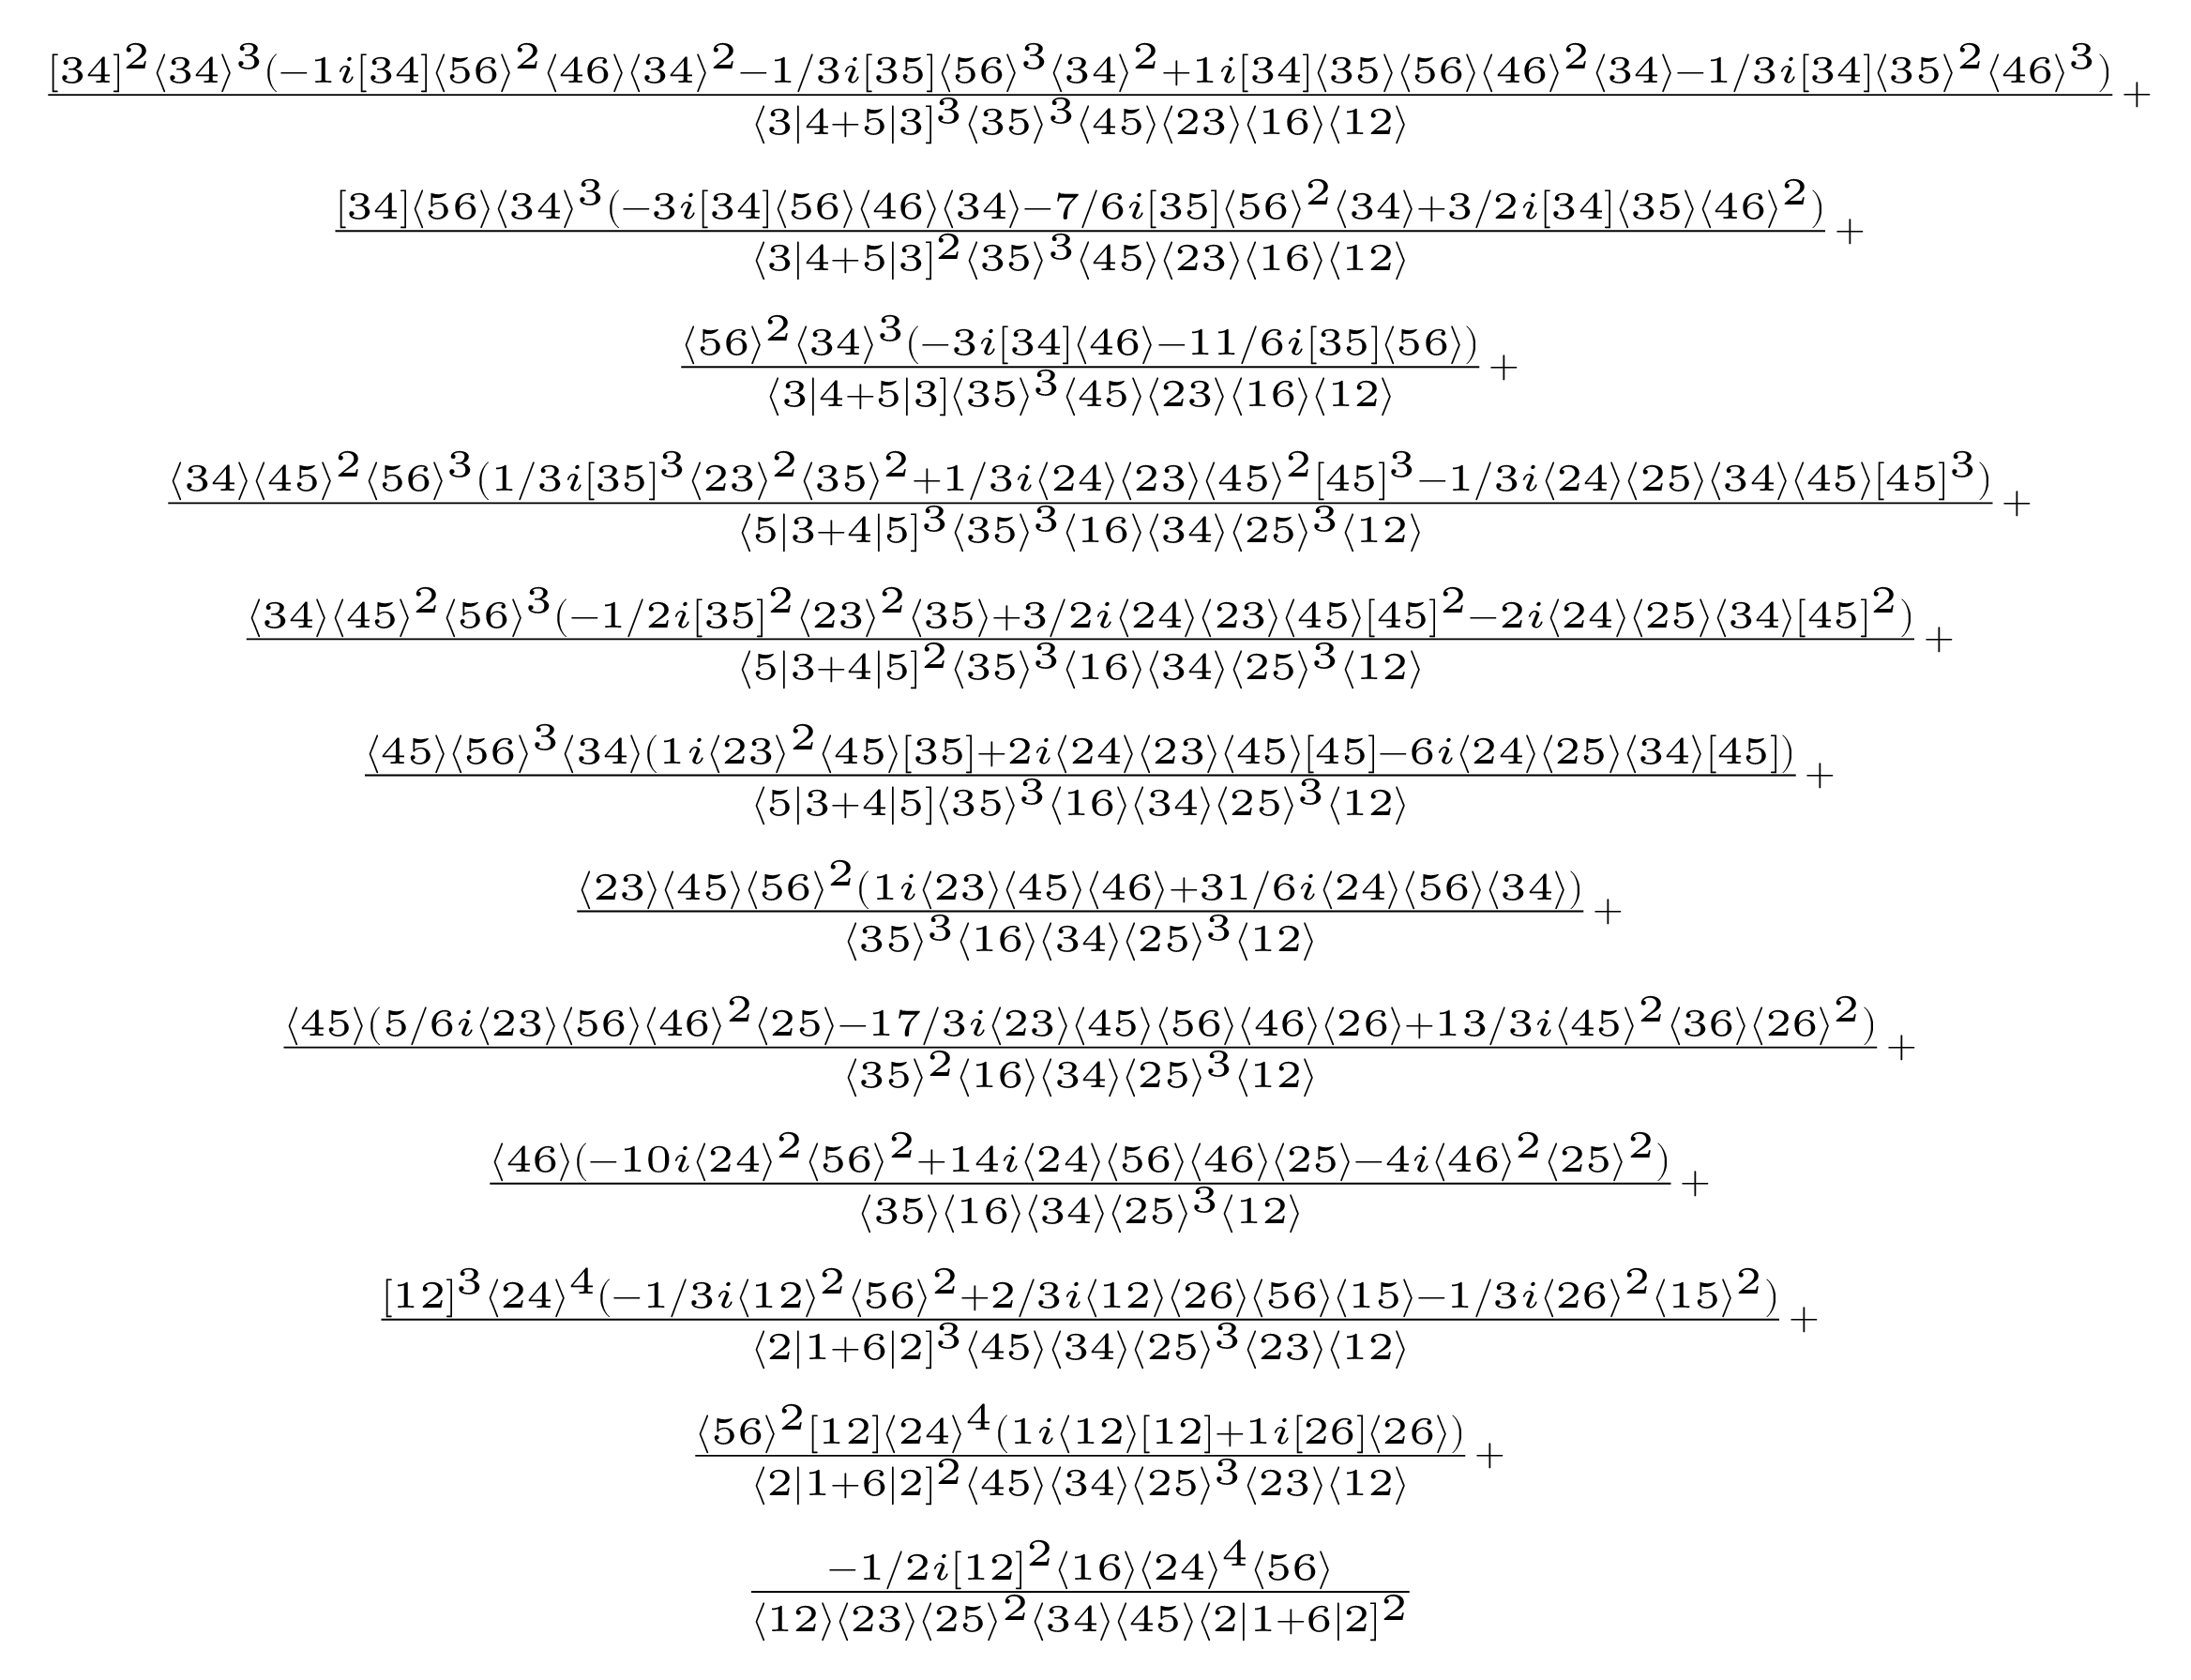 \frac{[34]^2⟨34⟩^3(-1i[34]⟨56⟩^2⟨46⟩⟨34⟩^2-1/3i[35]⟨56⟩^3⟨34⟩^2+1i[34]⟨35⟩⟨56⟩⟨46⟩^2⟨34⟩-1/3i[34]⟨35⟩^2⟨46⟩^3)}{⟨3|4+5|3]^3⟨35⟩^3⟨45⟩⟨23⟩⟨16⟩⟨12⟩}+
\frac{[34]⟨56⟩⟨34⟩^3(-3i[34]⟨56⟩⟨46⟩⟨34⟩-7/6i[35]⟨56⟩^2⟨34⟩+3/2i[34]⟨35⟩⟨46⟩^2)}{⟨3|4+5|3]^2⟨35⟩^3⟨45⟩⟨23⟩⟨16⟩⟨12⟩}+
\frac{⟨56⟩^2⟨34⟩^3(-3i[34]⟨46⟩-11/6i[35]⟨56⟩)}{⟨3|4+5|3]⟨35⟩^3⟨45⟩⟨23⟩⟨16⟩⟨12⟩}+
\frac{⟨34⟩⟨45⟩^2⟨56⟩^3(1/3i[35]^3⟨23⟩^2⟨35⟩^2+1/3i⟨24⟩⟨23⟩⟨45⟩^2[45]^3-1/3i⟨24⟩⟨25⟩⟨34⟩⟨45⟩[45]^3)}{⟨5|3+4|5]^3⟨35⟩^3⟨16⟩⟨34⟩⟨25⟩^3⟨12⟩}+
\frac{⟨34⟩⟨45⟩^2⟨56⟩^3(-1/2i[35]^2⟨23⟩^2⟨35⟩+3/2i⟨24⟩⟨23⟩⟨45⟩[45]^2-2i⟨24⟩⟨25⟩⟨34⟩[45]^2)}{⟨5|3+4|5]^2⟨35⟩^3⟨16⟩⟨34⟩⟨25⟩^3⟨12⟩}+
\frac{⟨45⟩⟨56⟩^3⟨34⟩(1i⟨23⟩^2⟨45⟩[35]+2i⟨24⟩⟨23⟩⟨45⟩[45]-6i⟨24⟩⟨25⟩⟨34⟩[45])}{⟨5|3+4|5]⟨35⟩^3⟨16⟩⟨34⟩⟨25⟩^3⟨12⟩}+
\frac{⟨23⟩⟨45⟩⟨56⟩^2(1i⟨23⟩⟨45⟩⟨46⟩+31/6i⟨24⟩⟨56⟩⟨34⟩)}{⟨35⟩^3⟨16⟩⟨34⟩⟨25⟩^3⟨12⟩}+
\frac{⟨45⟩(5/6i⟨23⟩⟨56⟩⟨46⟩^2⟨25⟩-17/3i⟨23⟩⟨45⟩⟨56⟩⟨46⟩⟨26⟩+13/3i⟨45⟩^2⟨36⟩⟨26⟩^2)}{⟨35⟩^2⟨16⟩⟨34⟩⟨25⟩^3⟨12⟩}+
\frac{⟨46⟩(-10i⟨24⟩^2⟨56⟩^2+14i⟨24⟩⟨56⟩⟨46⟩⟨25⟩-4i⟨46⟩^2⟨25⟩^2)}{⟨35⟩⟨16⟩⟨34⟩⟨25⟩^3⟨12⟩}+
\frac{[12]^3⟨24⟩^4(-1/3i⟨12⟩^2⟨56⟩^2+2/3i⟨12⟩⟨26⟩⟨56⟩⟨15⟩-1/3i⟨26⟩^2⟨15⟩^2)}{⟨2|1+6|2]^3⟨45⟩⟨34⟩⟨25⟩^3⟨23⟩⟨12⟩}+
\frac{⟨56⟩^2[12]⟨24⟩^4(1i⟨12⟩[12]+1i[26]⟨26⟩)}{⟨2|1+6|2]^2⟨45⟩⟨34⟩⟨25⟩^3⟨23⟩⟨12⟩}+
\frac{-1/2i[12]^2⟨16⟩⟨24⟩^4⟨56⟩}{⟨12⟩⟨23⟩⟨25⟩^2⟨34⟩⟨45⟩⟨2|1+6|2]^2}